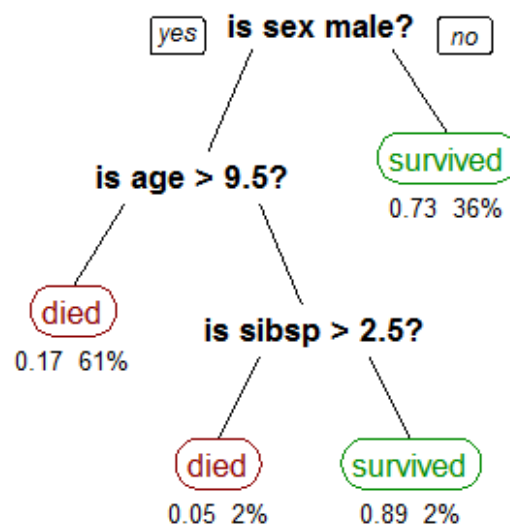 yes is sex male? no
is age > 9.5?
survived
0.73 36%
died
0.17 61%
is sibsp > 2.5?
died
0.05 2%
survived
0.89 2%